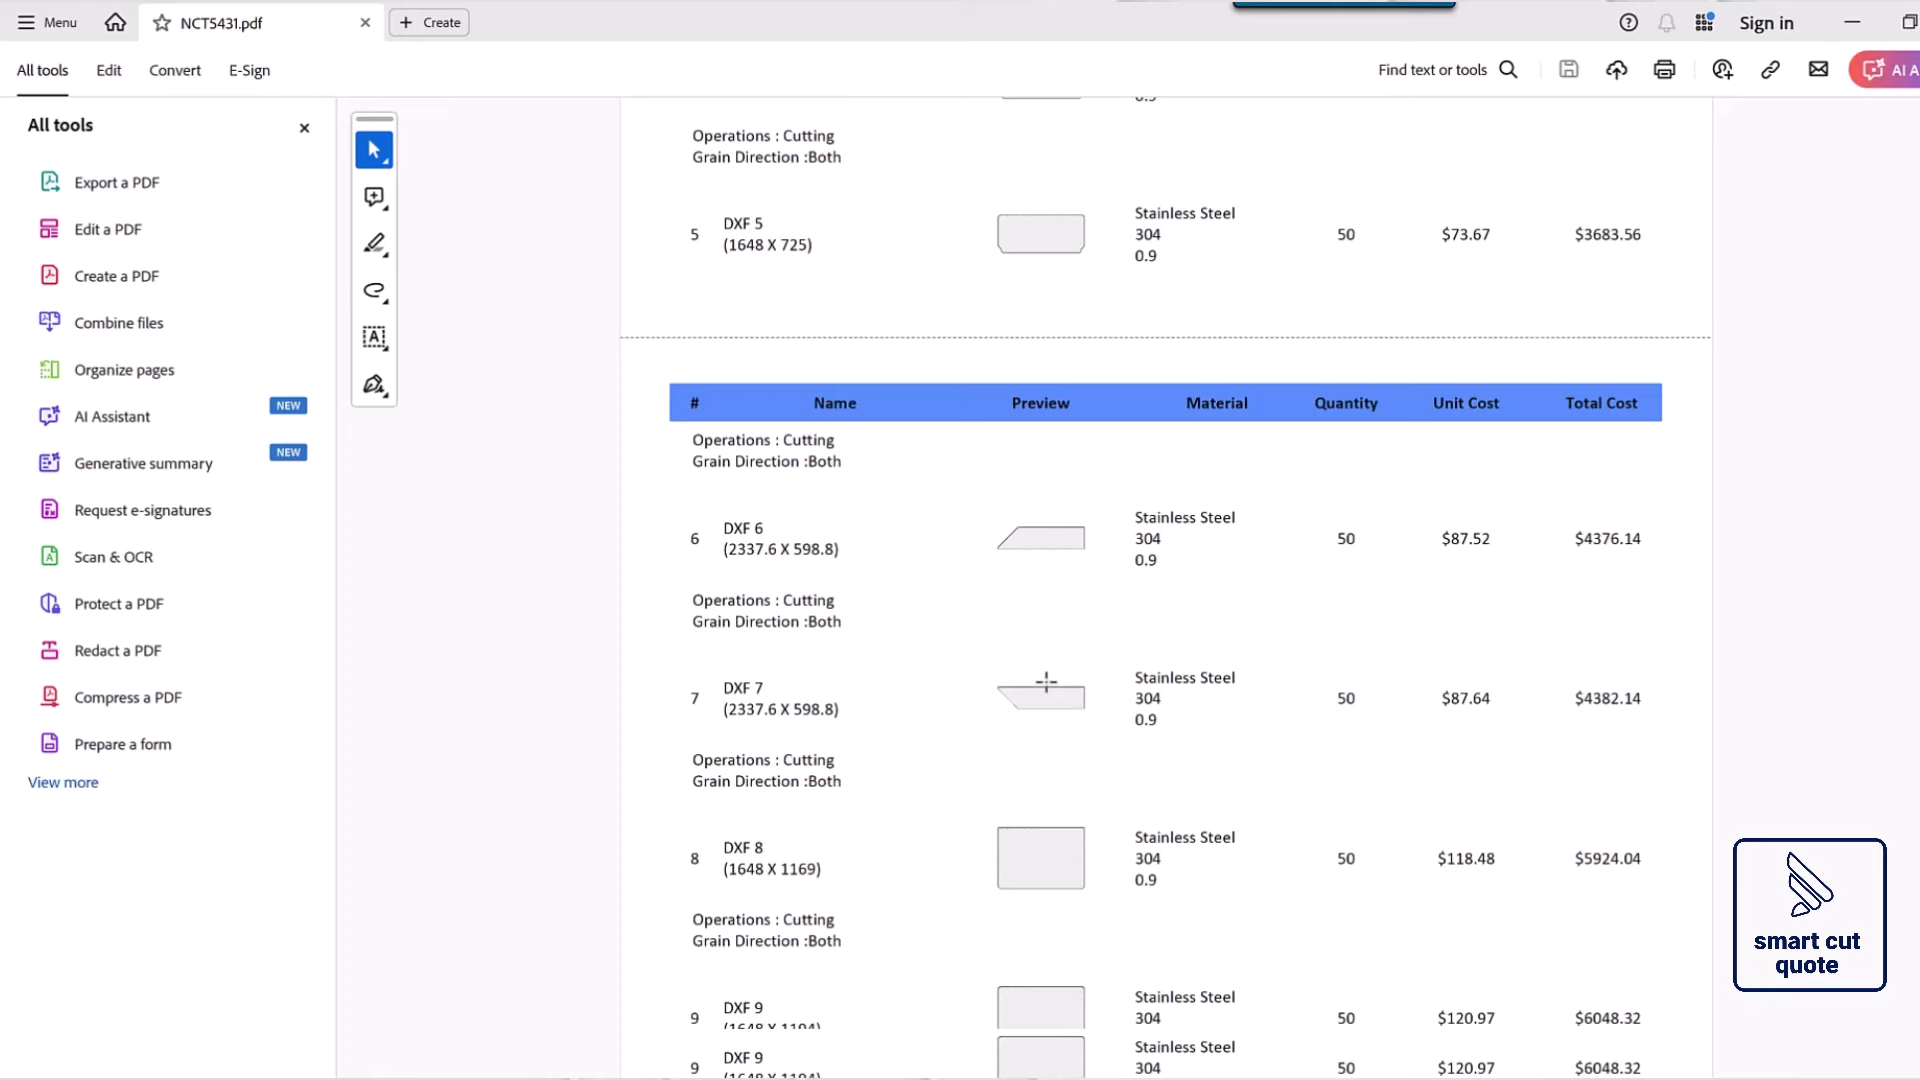 Menu
NCT5431.pdf
Create
Sign in
All tools
Edit
Convert
E-Sign
Find text or tools
All tools
Export a PDF
Edit a PDF
Create a PDF
Combine files
Organize pages
AI Assistant
NEW
Generative summary
NEW
Request e-signatures
Scan & OCR
Protect a PDF
Redact a PDF
Compress a PDF
Prepare a form
View more
Operations : Cutting
Grain Direction :Both
5
DXF 5
(1648 X 725)
Stainless Steel
304
0.9
50
$73.67
$3683.56
# Name Preview Material Quantity Unit Cost Total Cost
Operations : Cutting
Grain Direction :Both
6
DXF 6
(2337.6 X 598.8)
Stainless Steel
304
0.9
50
$87.52
$4376.14
Operations : Cutting
Grain Direction :Both
7
DXF 7
(2337.6 X 598.8)
Stainless Steel
304
0.9
50
$87.64
$4382.14
Operations : Cutting
Grain Direction :Both
8
DXF 8
(1648 X 1169)
Stainless Steel
304
0.9
50
$118.48
$5924.04
Operations : Cutting
Grain Direction :Both
9
DXF 9
Stainless Steel
304
50
$120.97
$6048.32
9
DXF 9
Stainless Steel
304
50
$120.97
$6048.32
smart cut
quote